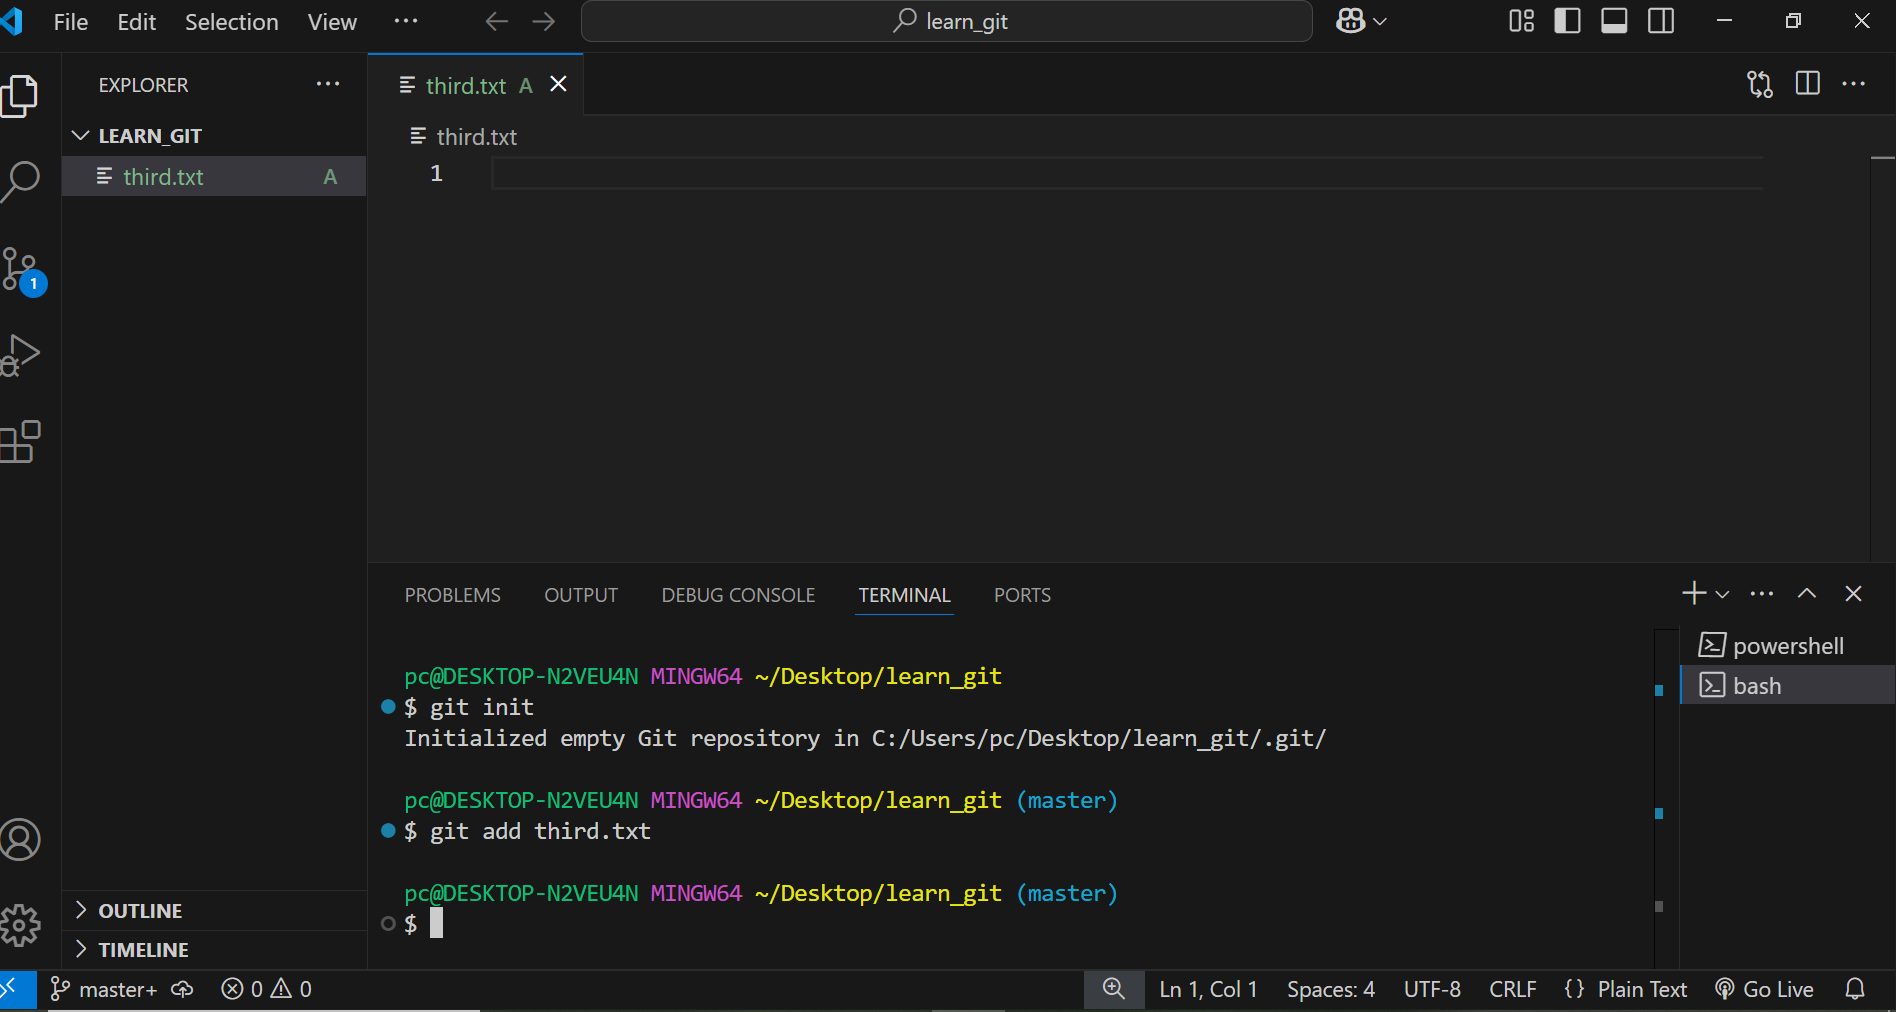 File Edit Selection View ··· learn_git
EXPLORER ···
LEARN_GIT
third.txt A
third.txt A
third.txt
1
1
OUTLINE
TIMELINE
PROBLEMS OUTPUT DEBUG CONSOLE TERMINAL PORTS
pc@DESKTOP-N2VEU4N MINGW64 ~/Desktop/learn_git
$ git init
Initialized empty Git repository in C:/Users/pc/Desktop/learn_git/.git/
pc@DESKTOP-N2VEU4N MINGW64 ~/Desktop/learn_git (master)
$ git add third.txt
pc@DESKTOP-N2VEU4N MINGW64 ~/Desktop/learn_git (master)
$
powershell
bash
master+ 0 0 Ln 1, Col 1 Spaces: 4 UTF-8 CRLF {} Plain Text Go Live